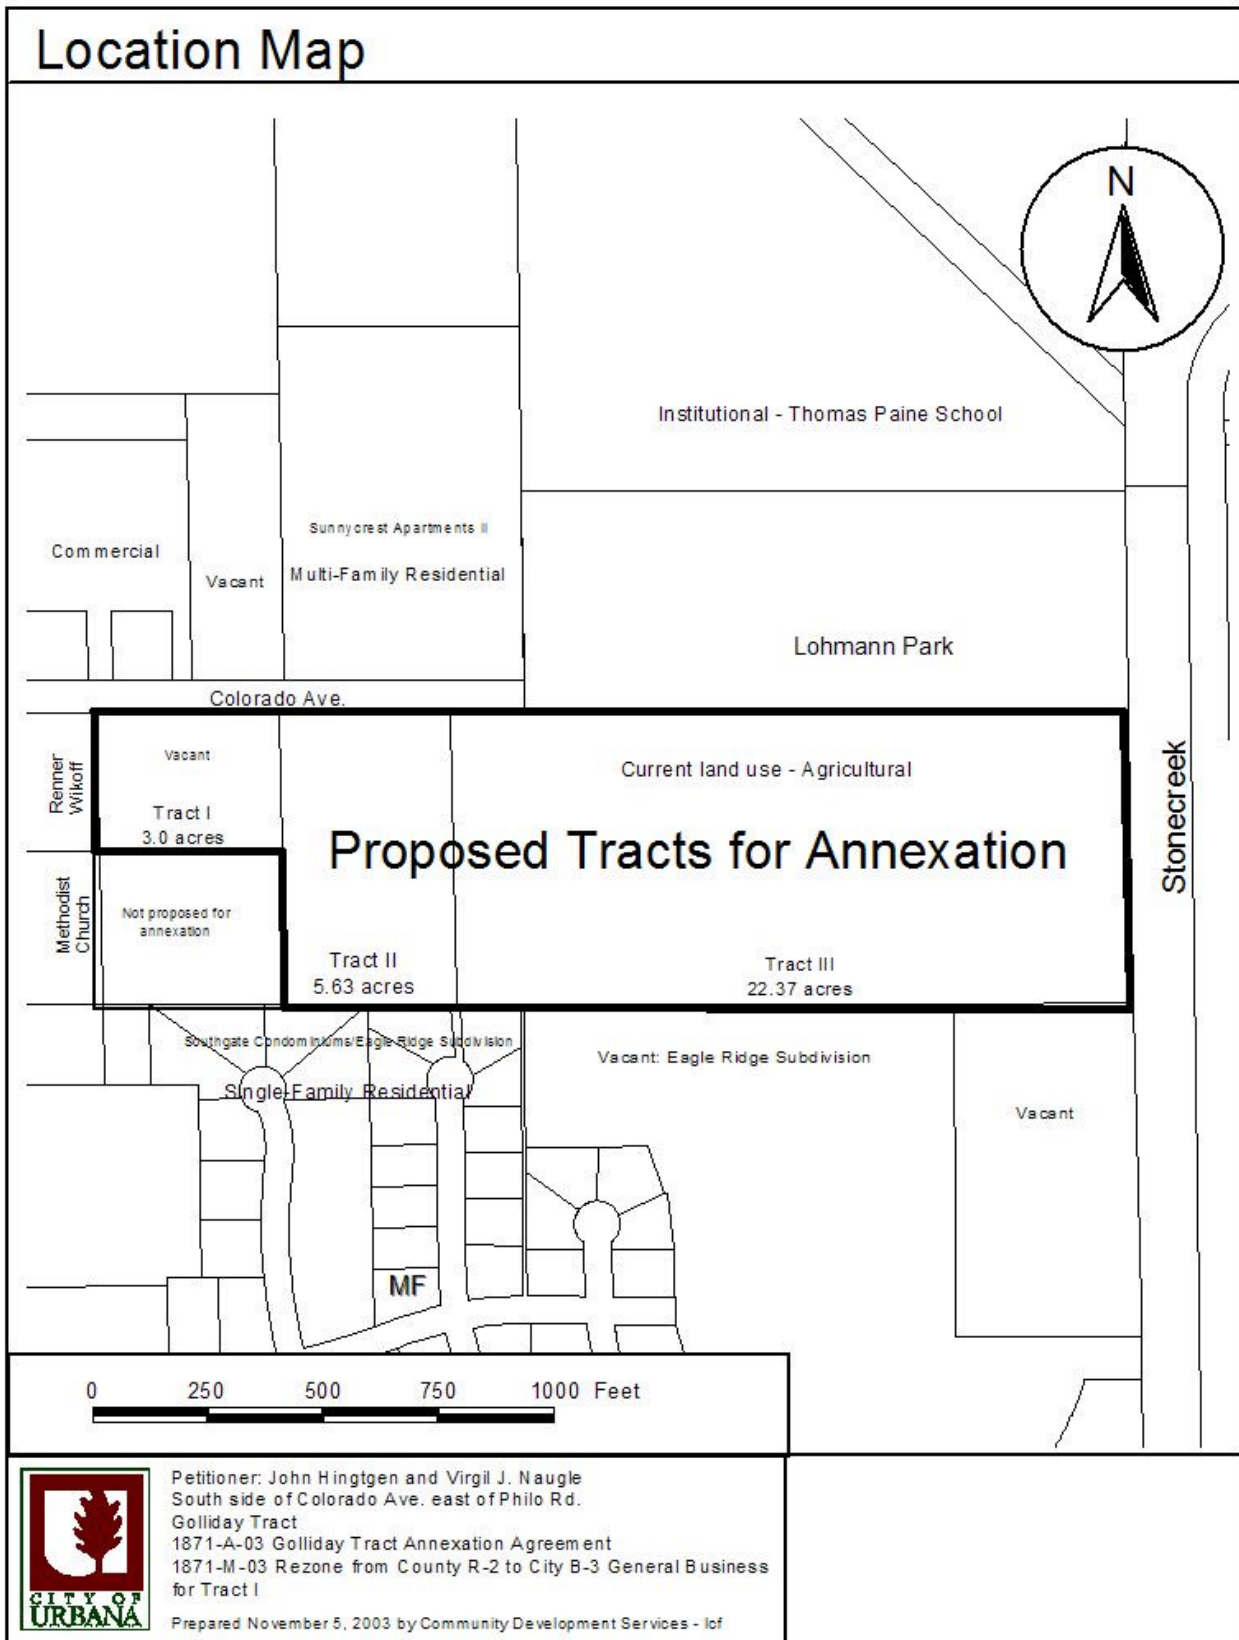 Location Map
N
Institutional - Thomas Paine School
Sunnycrest Apartments II
Commercial
Vacant
Multi-Family Residential
Lohmann Park
Colorado Ave.
Renner
Wikoff
Vacant
Current land use - Agricultural
Stonecreek
Tract I
3.0 acres
Proposed Tracts for Annexation
Methodist
Church
Not proposed for
annexation
Tract II
5.63 acres
Tract III
22.37 acres
Southgate Condominiums/Eagle Ridge Subdivision
Single-Family Residential
Vacant: Eagle Ridge Subdivision
Vacant
MF
0 250 500 750 1000 Feet
CITY OF
URBANA
Petitioner: John Hingtgen and Virgil J. Naugle
South side of Colorado Ave. east of Philo Rd.
Golliday Tract
1871-A-03 Golliday Tract Annexation Agreement
1871-M-03 Rezone from County R-2 to City B-3 General Business
for Tract I
Prepared November 5, 2003 by Community Development Services - lcf